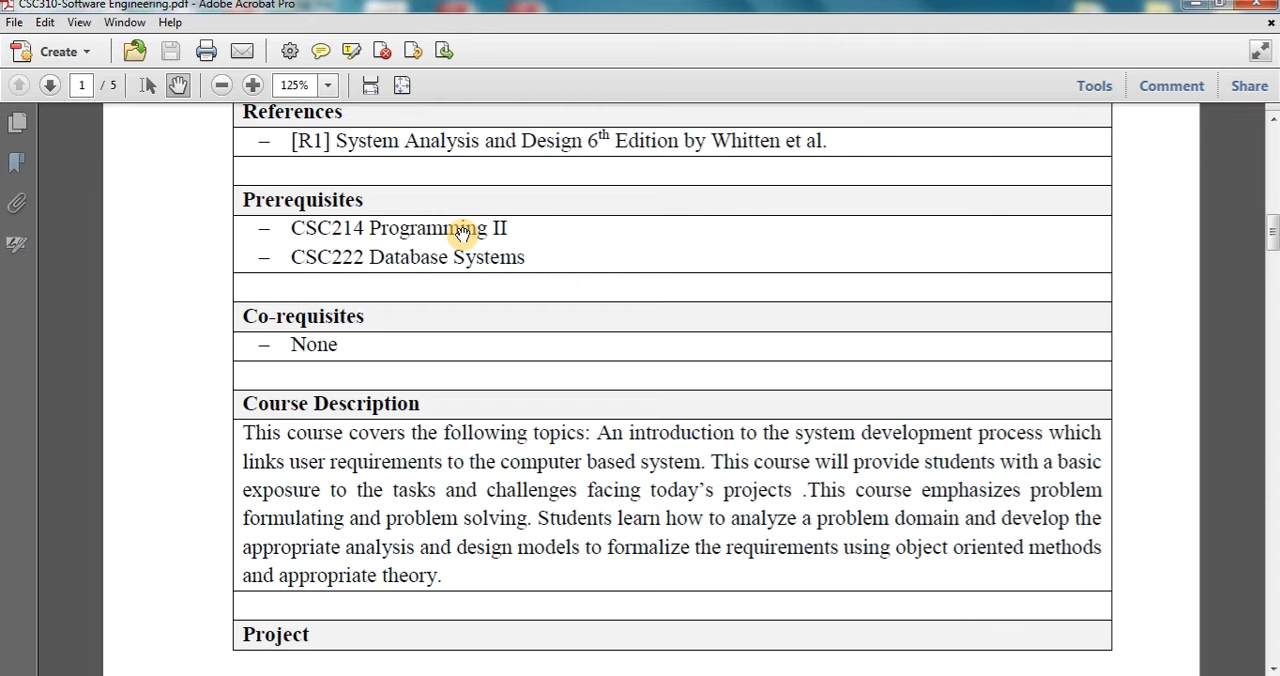 CSC310-Software Engineering.pdf - Adobe Acrobat Pro
File Edit View Window Help
Create
1 / 5 125% Tools Comment Share
References
– [R1] System Analysis and Design 6th Edition by Whitten et al.
Prerequisites
– CSC214 Programming II
– CSC222 Database Systems
Co-requisites
– None
Course Description
This course covers the following topics: An introduction to the system development process which
links user requirements to the computer based system. This course will provide students with a basic
exposure to the tasks and challenges facing today's projects .This course emphasizes problem
formulating and problem solving. Students learn how to analyze a problem domain and develop the
appropriate analysis and design models to formalize the requirements using object oriented methods
and appropriate theory.
Project